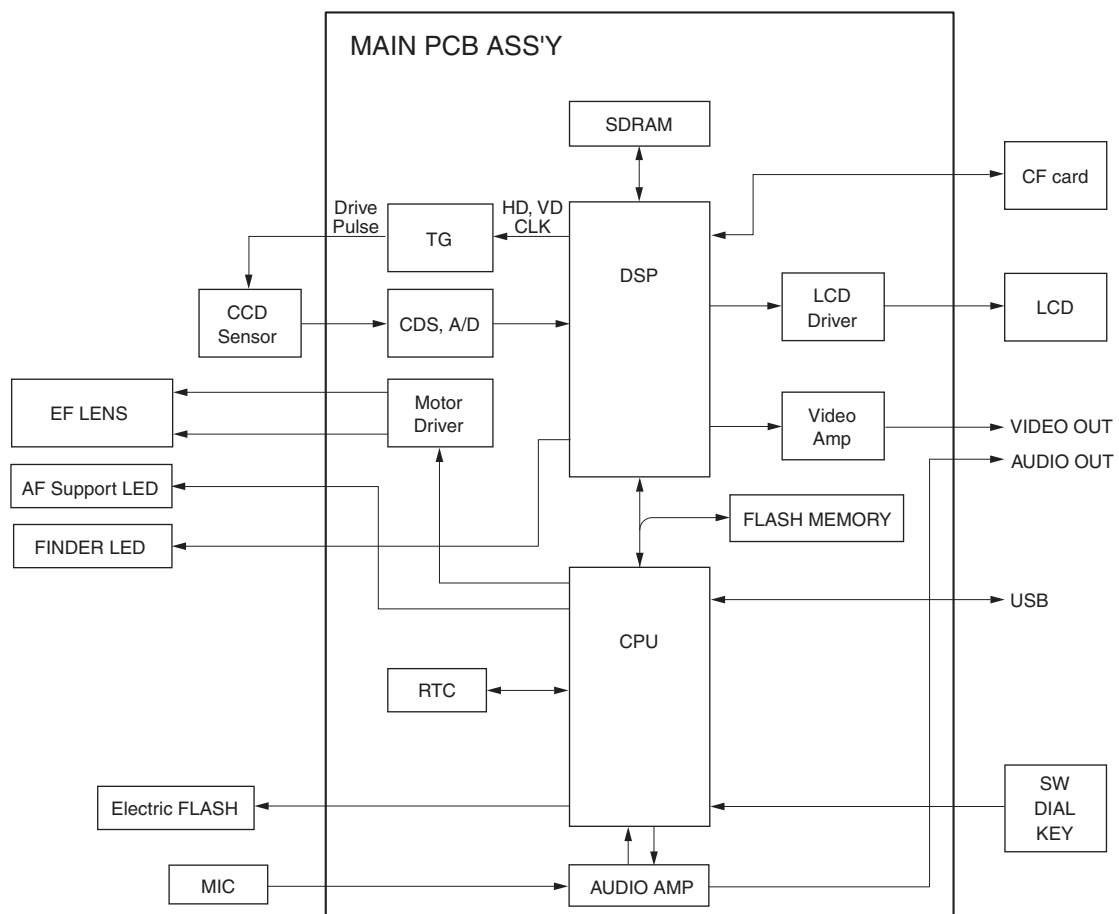 MAIN PCB ASS'Y
SDRAM
CF card
Drive
Pulse
TG
HD, VD
CLK
DSP
CCD
Sensor
CDS, A/D
LCD
Driver
LCD
EF LENS
Motor
Driver
Video
Amp
VIDEO OUT
AUDIO OUT
AF Support LED
FLASH MEMORY
FINDER LED
USB
CPU
RTC
Electric FLASH
SW
DIAL
KEY
MIC
AUDIO AMP